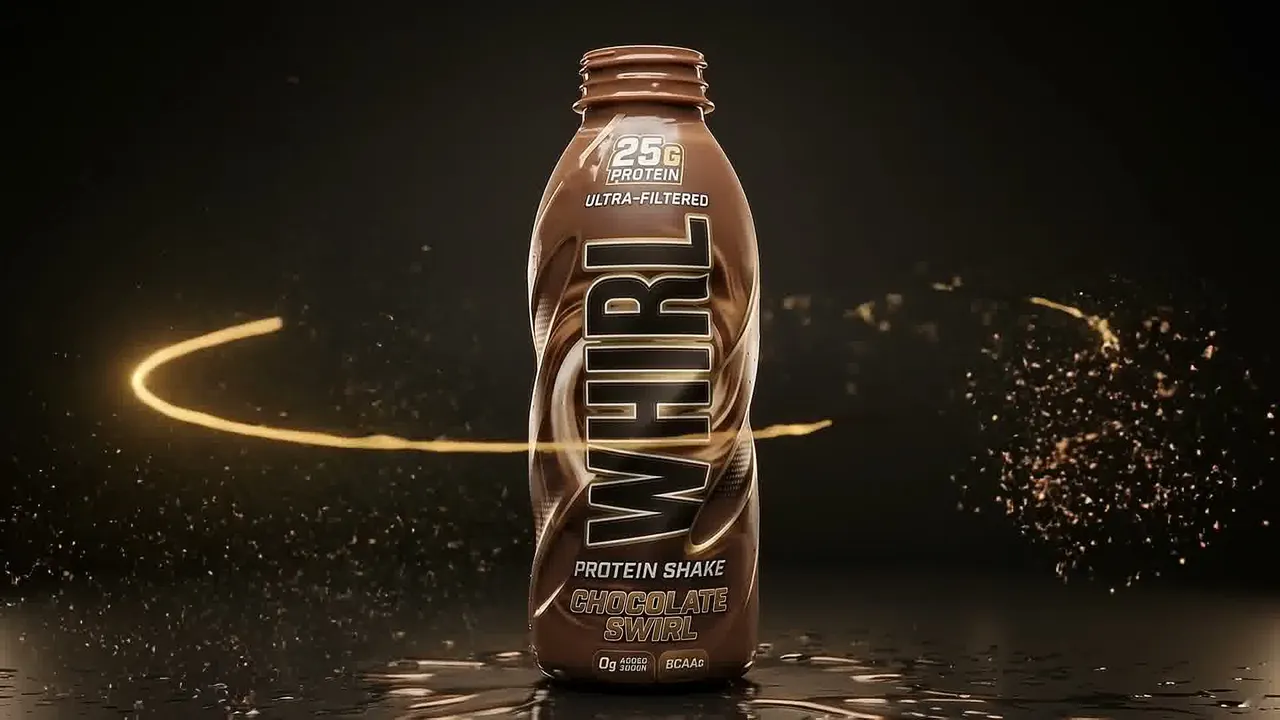 25G
PROTEIN
ULTRA-FILTERED
WHIRL
PROTEIN SHAKE
CHOCOLATE
SWIRL
0g
BCAAs